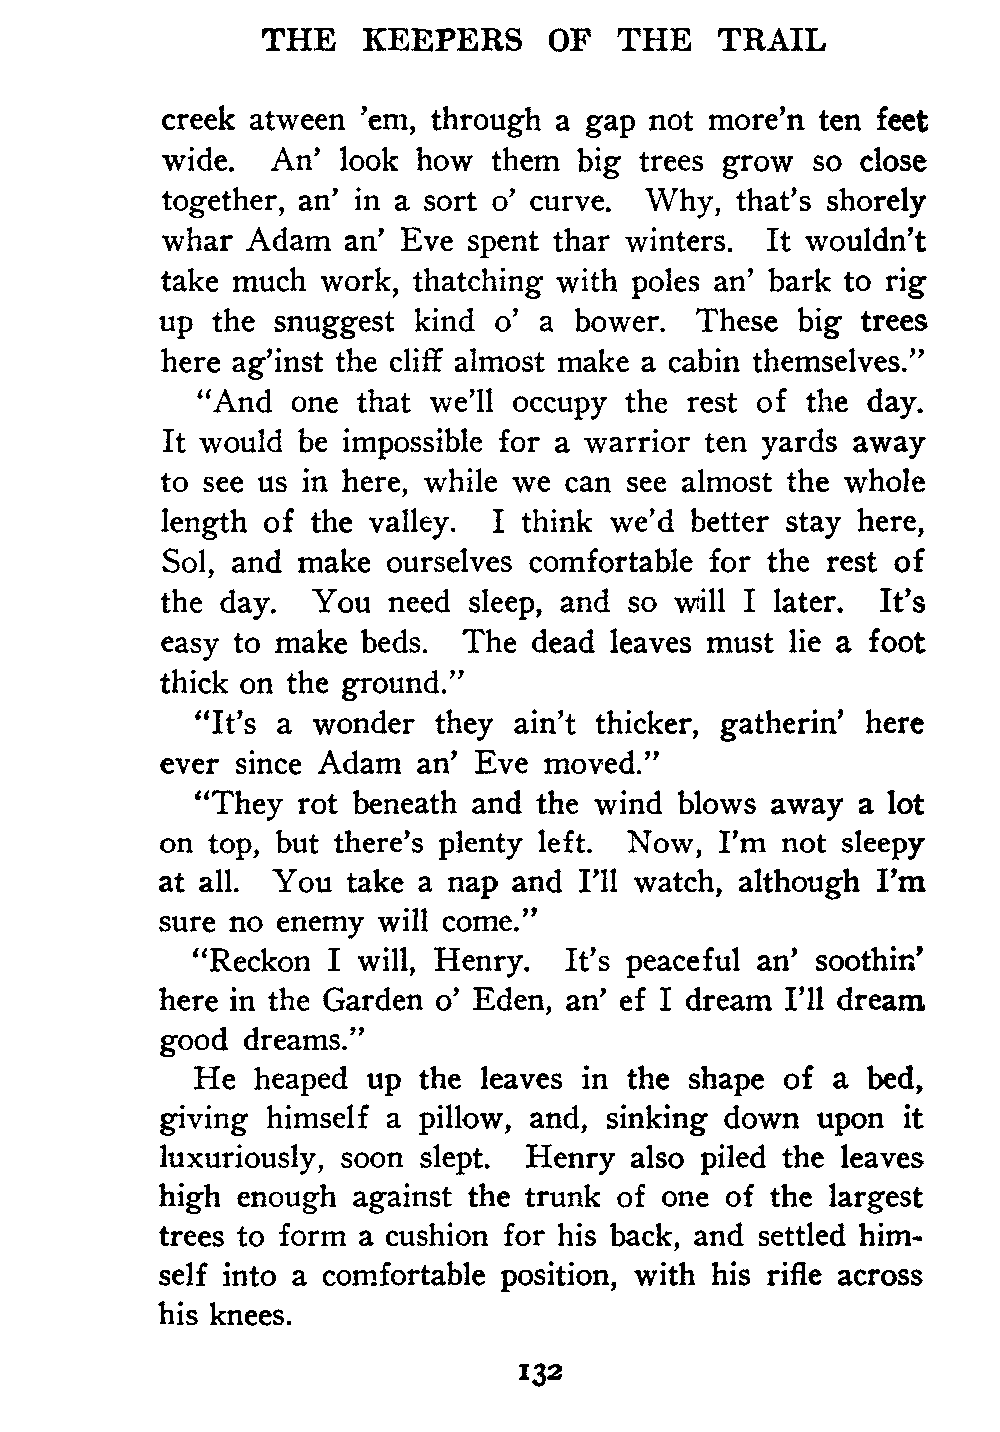 THE KEEPERS OF THE TRAIL
creek atween 'em, through a gap not more'n ten feet
wide. An' look how them big trees grow so close
together, an' in a sort o' curve. Why, that's shorely
whar Adam an' Eve spent thar winters. It wouldn't
take much work, thatching with poles an' bark to rig
up the snuggest kind o' a bower. These big trees
here ag'inst the cliff almost make a cabin themselves."
"And one that we'll occupy the rest of the day.
It would be impossible for a warrior ten yards away
to see us in here, while we can see almost the whole
length of the valley. I think we'd better stay here,
Sol, and make ourselves comfortable for the rest of
the day. You need sleep, and so will I later. It's
easy to make beds. The dead leaves must lie a foot
thick on the ground."
"It's a wonder they ain't thicker, gatherin' here
ever since Adam an' Eve moved."
"They rot beneath and the wind blows away a lot
on top, but there's plenty left. Now, I'm not sleepy
at all. You take a nap and I'll watch, although I'm
sure no enemy will come."
"Reckon I will, Henry. It's peaceful an' soothin'
here in the Garden o' Eden, an' ef I dream I'll dream
good dreams."
He heaped up the leaves in the shape of a bed,
giving himself a pillow, and, sinking down upon it
luxuriously, soon slept. Henry also piled the leaves
high enough against the trunk of one of the largest
trees to form a cushion for his back, and settled him-
self into a comfortable position, with his rifle across
his knees.
132